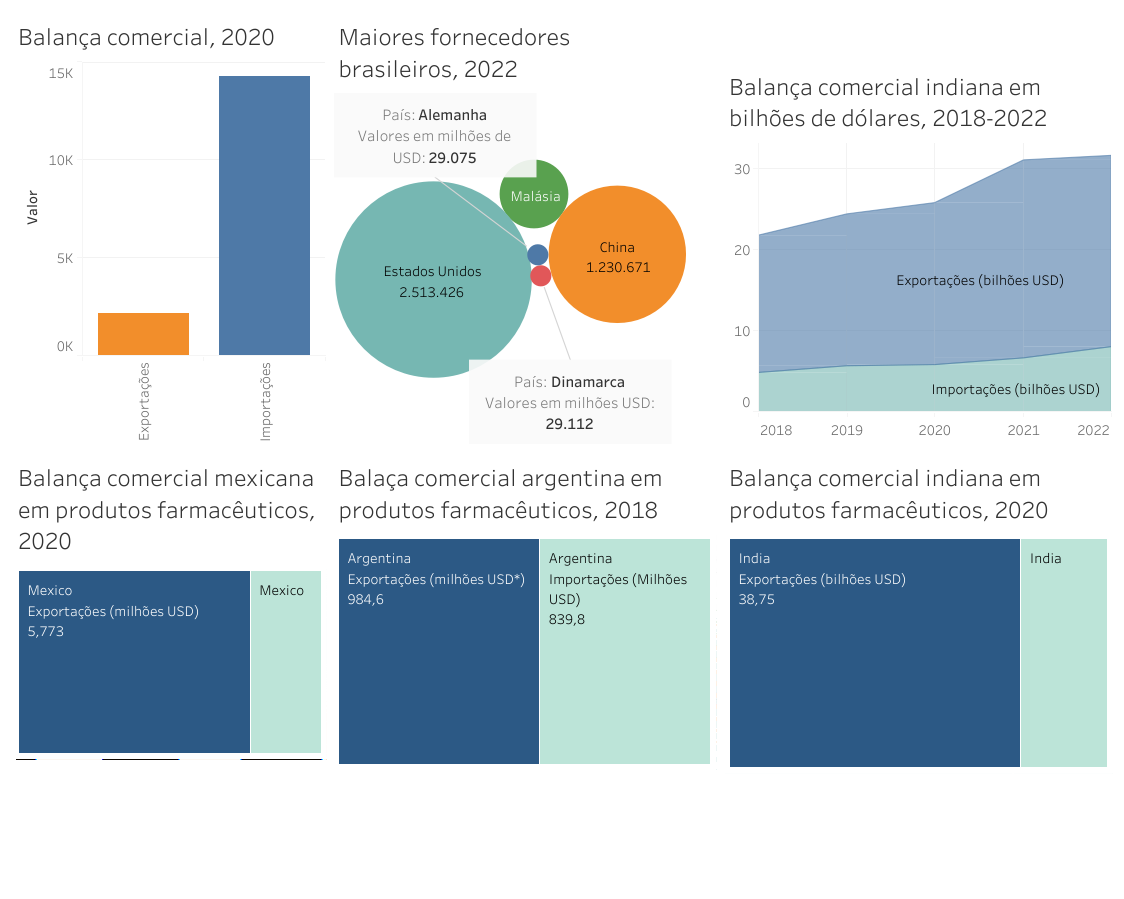 Balança comercial, 2020
15K
10K
5K
0K
Valor
Exportações
Importações
Maiores fornecedores
brasileiros, 2022
País: Alemanha
Valores em milhões de
USD: 29.075
Malásia
Estados Unidos
2.513.426
China
1.230.671
País: Dinamarca
Valores em milhões USD:
29.112
Balança comercial indiana em
bilhões de dólares, 2018-2022
30
20
10
0
Exportações (bilhões USD)
Importações (bilhões USD)
2018
2019
2020
2021
2022
Balança comercial mexicana
em produtos farmacêuticos,
2020
Mexico
Exportações (milhões USD)
5,773
Mexico
Balaça comercial argentina em
produtos farmacêuticos, 2018
Argentina
Exportações (milhões USD*)
984,6
Argentina
Importações (Milhões
USD)
839,8
Balança comercial indiana em
produtos farmacêuticos, 2020
India
Exportações (bilhões USD)
38,75
India